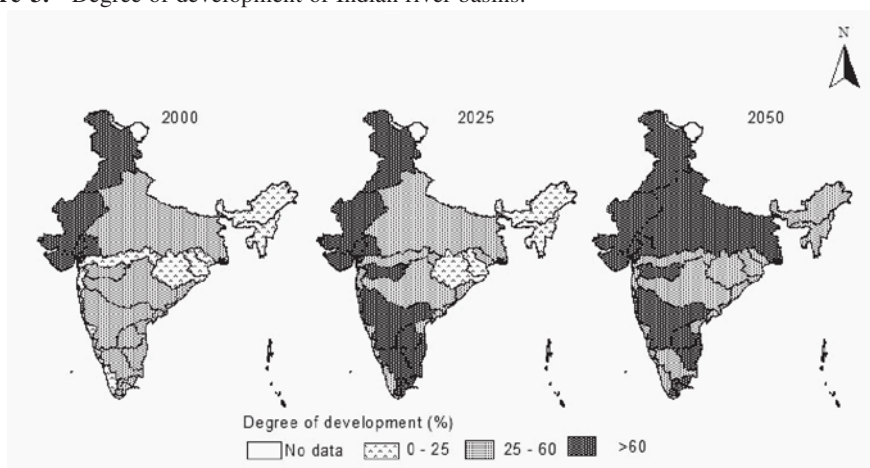 Degree of development of Indian river basins.
N
2000
2025
2050
Degree of development (%)
No data 0 - 25 25 - 60 >60